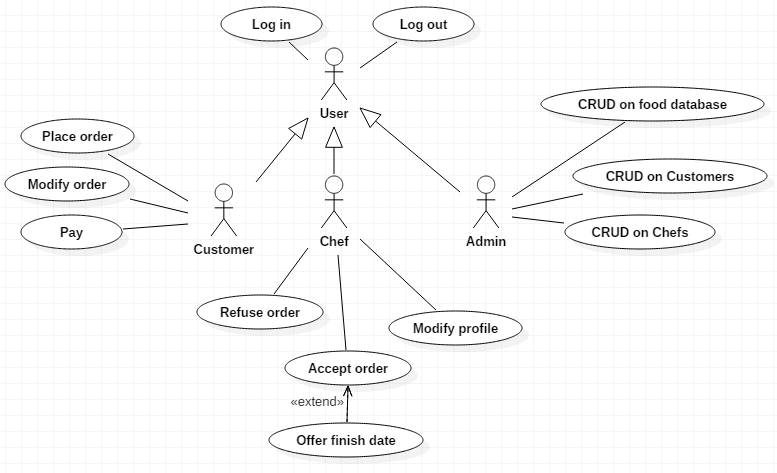 Log in
Log out
User
CRUD on food database
Place order
Modify order
CRUD on Customers
Pay
CRUD on Chefs
Customer
Chef
Admin
Refuse order
Modify profile
Accept order
«extend»
Offer finish date